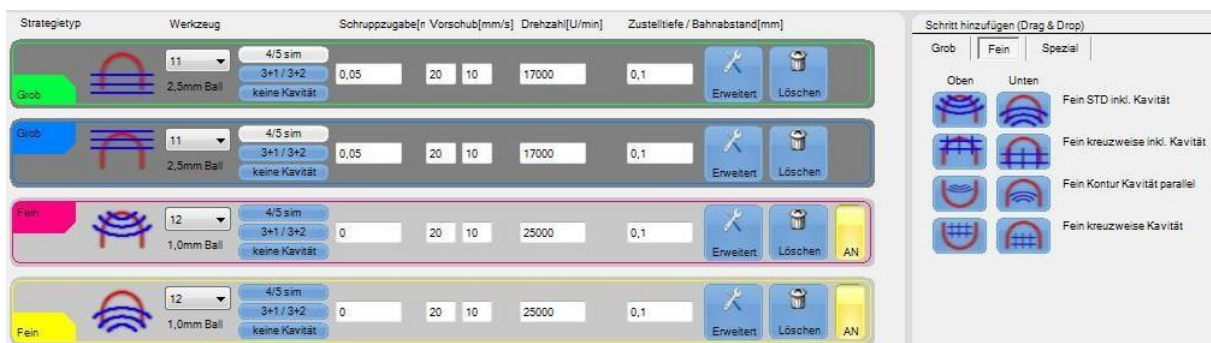 Strategietyp Werkzeug Schruppzugabe[n Vorschub[mm/s] Drehzahl[U/min] Zustelltiefe / Bahnabstand[mm]
4/5 sim
11 3+1 / 3+2 0,05 20 10 17000 0,1
Grob 2,5mm Ball keine Kavität Erweitert Löschen
Grob 4/5 sim
11 3+1 / 3+2 0,05 20 10 17000 0,1
2,5mm Ball keine Kavität Erweitert Löschen
Fein 4/5 sim
12 3+1 / 3+2 0 20 10 25000 0,1
1,0mm Ball keine Kavität Erweitert Löschen AN
4/5 sim
12 3+1 / 3+2 0 20 10 25000 0,1
Fein 1,0mm Ball keine Kavität Erweitert Löschen AN
Schritt hinzufügen (Drag & Drop)
Grob Fein Spezial
Oben Unten
Fein STD inkl. Kavität
Fein kreuzweise inkl. Kavität
Fein Kontur Kavität parallel
Fein kreuzweise Kavität